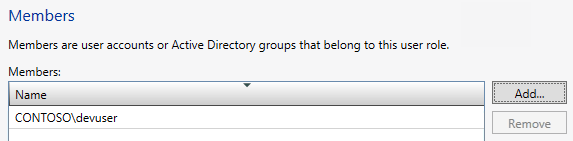 Members
Members are user accounts or Active Directory groups that belong to this user role.
Members:
Name
Add...
CONTOSO\devuser
Remove